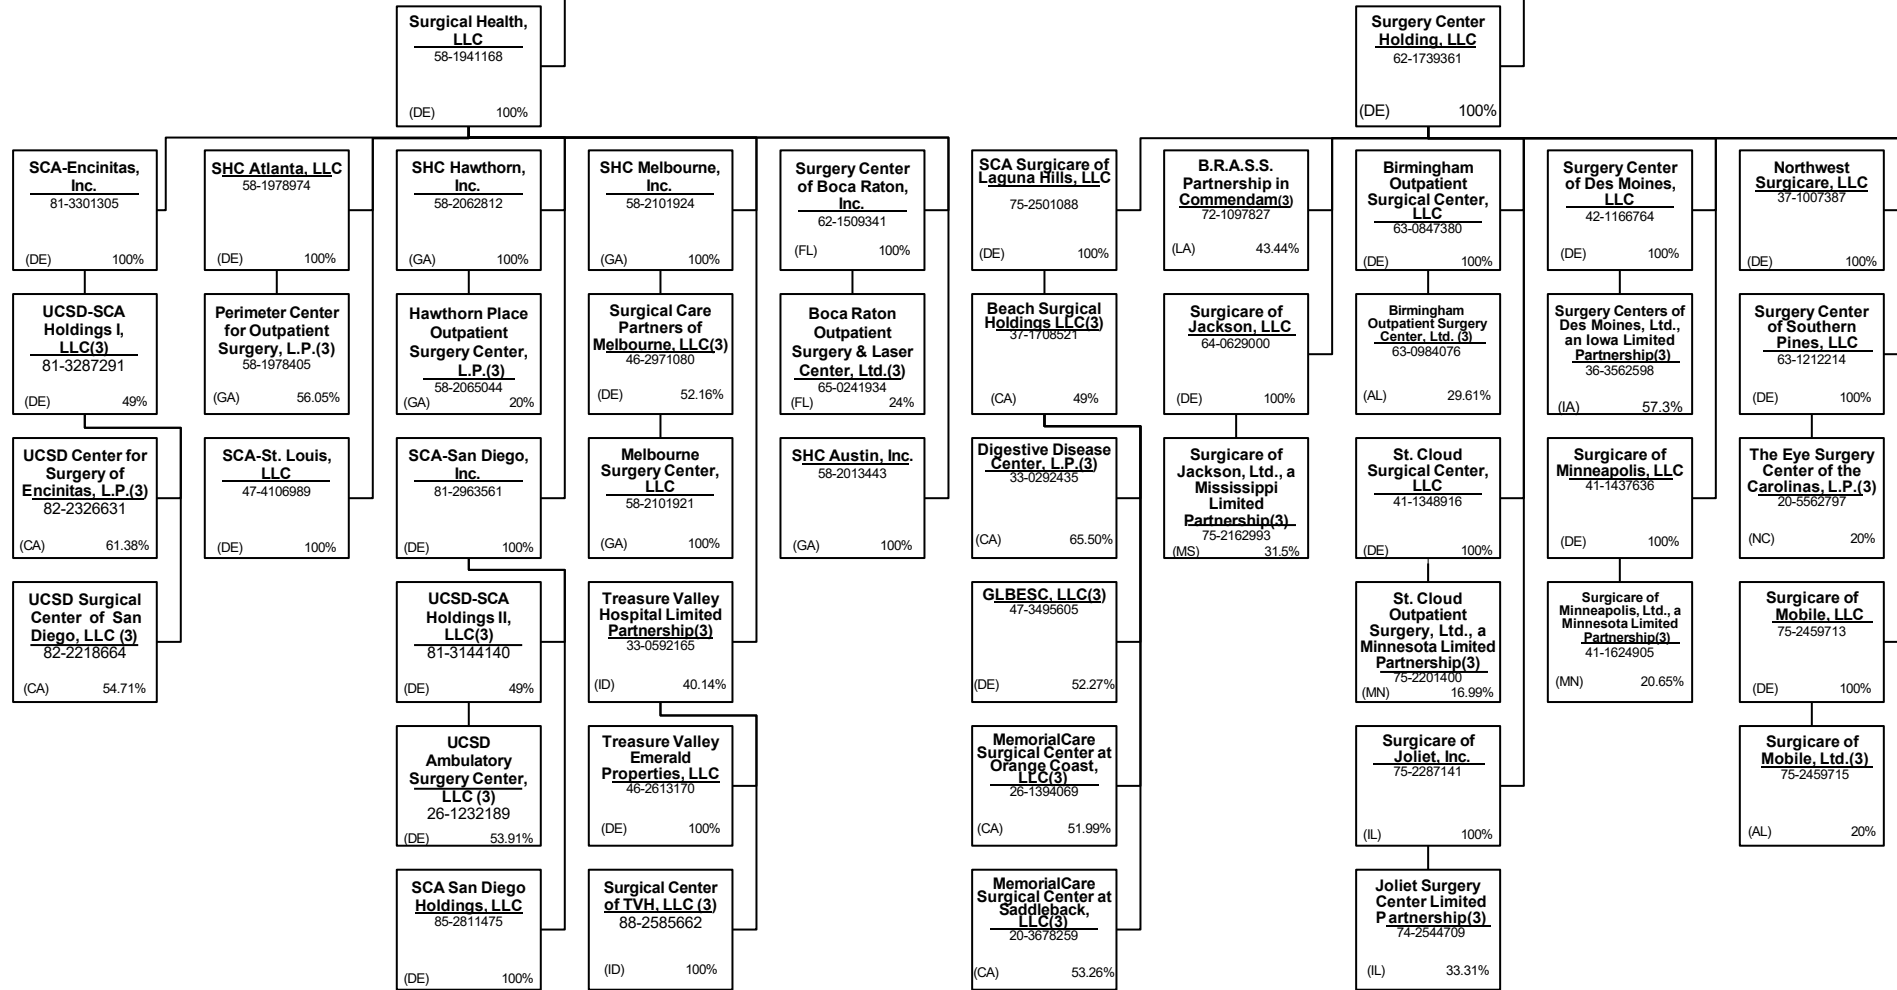 Surgical Health,
LLC
58-1941168
(DE) 100%
Surgery Center
Holding, LLC
62-1739361
(DE) 100%
SCA-Encinitas,
Inc.
81-3301305
(DE) 100%
SHC Atlanta, LLC
58-1978974
(DE) 100%
SHC Hawthorn,
Inc.
58-2062812
(GA) 100%
SHC Melbourne,
Inc.
58-2101924
(GA) 100%
Surgery Center
of Boca Raton,
Inc.
62-1509341
(FL) 100%
SCA Surgicare of
Laguna Hills, LLC
75-2501088
(DE) 100%
B.R.A.S.S.
Partnership in
Commendam(3)
72-1097827
(LA) 43.44%
Birmingham
Outpatient
Surgical Center,
LLC
63-0847380
(DE) 100%
Surgery Center
of Des Moines,
LLC
42-1166764
(DE) 100%
Northwest
Surgicare, LLC
37-1007387
(DE) 100%
UCSD-SCA
Holdings I,
LLC(3)
81-3287291
(DE) 49%
Perimeter Center
for Outpatient
Surgery, L.P.(3)
58-1978405
(GA) 56.05%
Hawthorn Place
Outpatient
Surgery Center,
L.P.(3)
58-2065044
(GA) 20%
Surgical Care
Partners of
Melbourne, LLC(3)
46-2971080
(DE) 52.16%
Boca Raton
Outpatient
Surgery & Laser
Center, Ltd.(3)
65-0241934
(FL) 24%
Beach Surgical
Holdings LLC(3)
37-1708521
(CA) 49%
Surgicare of
Jackson, LLC
64-0629000
(DE) 100%
Birmingham
Outpatient Surgery
Center, Ltd. (3)
63-0984076
(AL) 29.61%
Surgery Centers of
Des Moines, Ltd.,
an Iowa Limited
Partnership(3)
36-3562598
(IA) 57.3%
Surgery Center
of Southern
Pines, LLC
63-1212214
(DE) 100%
UCSD Center for
Surgery of
Encinitas, L.P.(3)
82-2326631
(CA) 61.38%
SCA-St. Louis,
LLC
47-4106989
(DE) 100%
SCA-San Diego,
Inc.
81-2963561
(DE) 100%
Melbourne
Surgery Center,
LLC
58-2101921
(GA) 100%
SHC Austin, Inc.
58-2013443
(GA) 100%
Digestive Disease
Center, L.P.(3)
33-0292435
(CA) 65.50%
Surgicare of
Jackson, Ltd., a
Mississippi
Limited
Partnership(3)
75-2162993
(MS) 31.5%
St. Cloud
Surgical Center,
LLC
41-1348916
(DE) 100%
Surgicare of
Minneapolis, LLC
41-1437636
(DE) 100%
The Eye Surgery
Center of the
Carolinas, L.P.(3)
20-5562797
(NC) 20%
UCSD Surgical
Center of San
Diego, LLC (3)
82-2218664
(CA) 54.71%
UCSD-SCA
Holdings II,
LLC(3)
81-3144140
(DE) 49%
Treasure Valley
Hospital Limited
Partnership(3)
33-0592165
(ID) 40.14%
GLBESC, LLC(3)
47-3495605
(DE) 52.27%
St. Cloud
Outpatient
Surgery, Ltd., a
Minnesota Limited
Partnership(3)
75-2201400
(MN) 16.99%
Surgicare of
Minneapolis, Ltd., a
Minnesota Limited
Partnership(3)
41-1624905
(MN) 20.65%
Surgicare of
Mobile, LLC
75-2459713
(DE) 100%
UCSD
Ambulatory
Surgery Center,
LLC (3)
26-1232189
(DE) 53.91%
Treasure Valley
Emerald
Properties, LLC
46-2613170
(DE) 100%
MemorialCare
Surgical Center at
Orange Coast,
LLC(3)
26-1394069
(CA) 51.99%
Surgicare of
Joliet, Inc.
75-2287141
(IL) 100%
Surgicare of
Mobile, Ltd.(3)
75-2459715
(AL) 20%
SCA San Diego
Holdings, LLC
85-2811475
(DE) 100%
Surgical Center
of TVH, LLC (3)
88-2585662
(ID) 100%
MemorialCare
Surgical Center at
Saddleback,
LLC(3)
20-3678259
(CA) 53.26%
Joliet Surgery
Center Limited
Partnership(3)
74-2544709
(IL) 33.31%